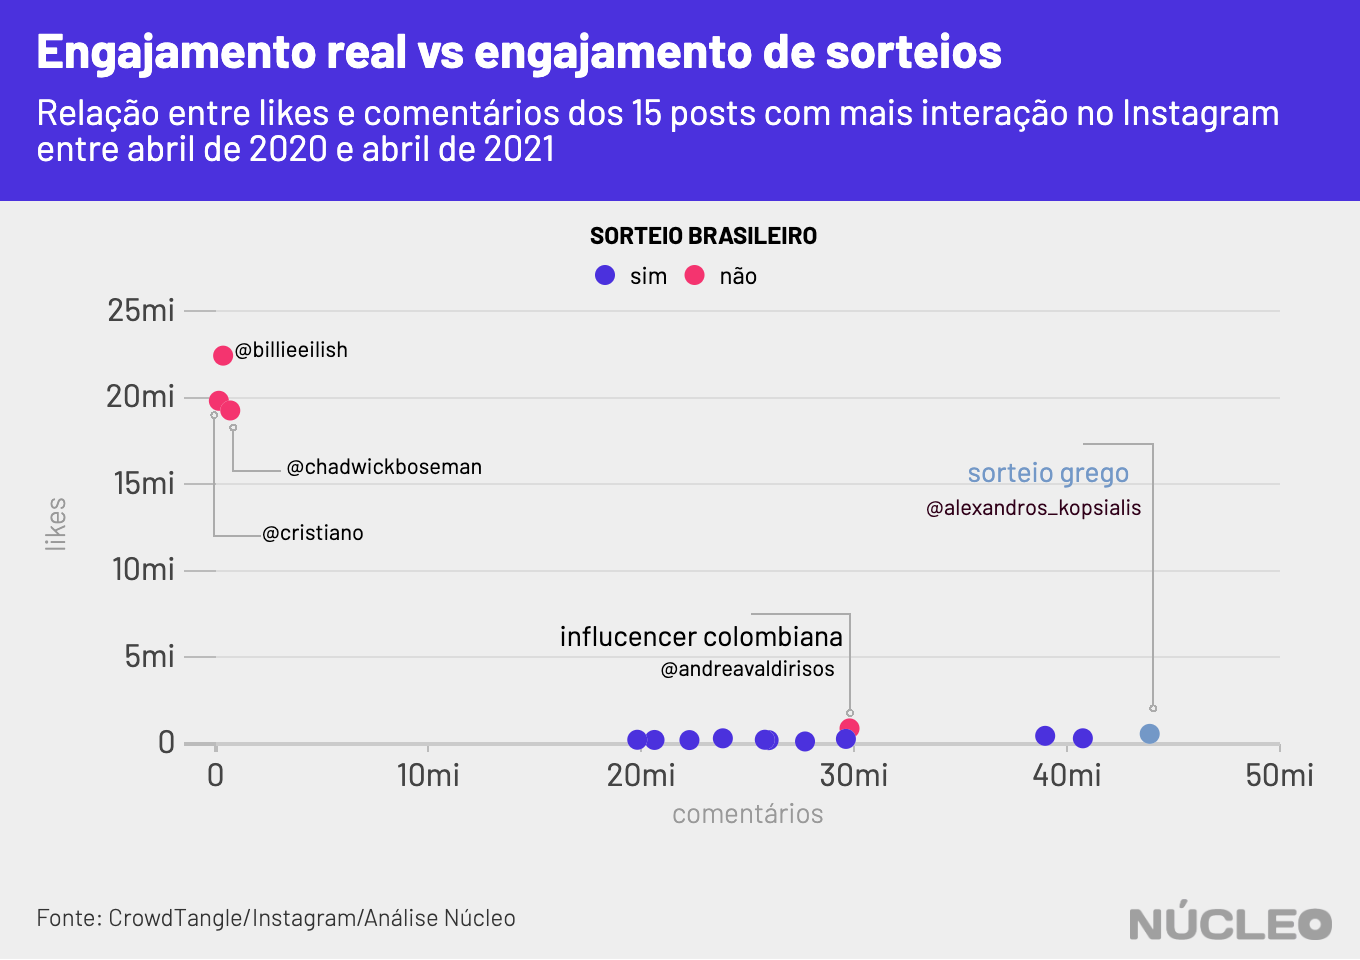 Engajamento real vs engajamento de sorteios
Relação entre likes e comentários dos 15 posts com mais interação no Instagram
entre abril de 2020 e abril de 2021
SORTEIO BRASILEIRO
sim não
25mi
@billieeilish
20mi
@chadwickboseman
15mi
sorteio grego
@alexandros_kopsialis
likes
@cristiano
10mi
influcencer colombiana
5mi
@andreavaldirisos
0
0 10mi 20mi 30mi 40mi 50mi
comentários
Fonte: CrowdTangle/Instagram/Análise Núcleo
NÚCLEO